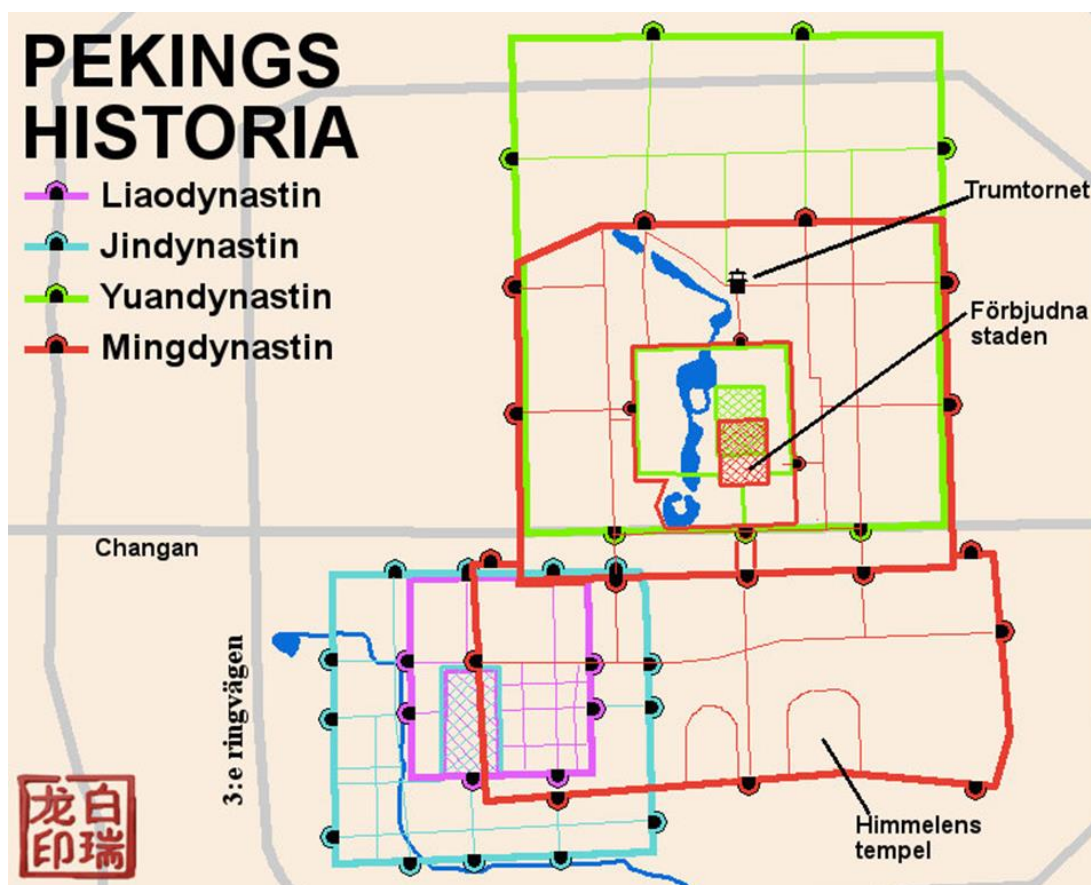 PEKINGS
HISTORIA
Liaodynastin
Jindynastin
Yuandynastin
Mingdynastin
Trumtornet
Förbjudna
staden
Changan
3:e ringvägen
Himmelens
tempel
白瑞
龙印